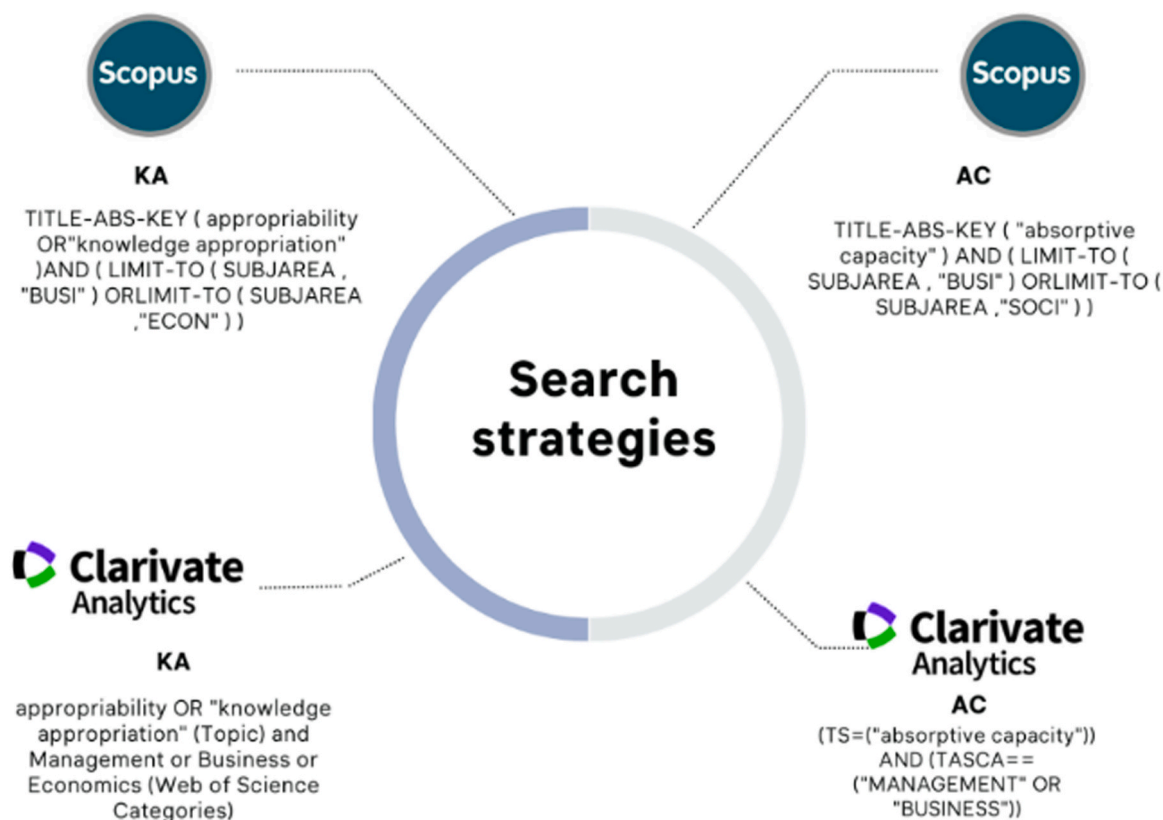 Scopus
KA
TITLE-ABS-KEY ( appropriability
OR"knowledge appropriation"
)AND ( LIMIT-TO ( SUBJAREA ,
"BUSI" ) ORLIMIT-TO ( SUBJAREA
,"ECON" ) )
Scopus
AC
TITLE-ABS-KEY ( "absorptive
capacity" ) AND ( LIMIT-TO (
SUBJAREA , "BUSI" ) ORLIMIT-TO (
SUBJAREA ,"SOCI" ) )
Search
strategies
Clarivate
Analytics
KA
appropriability OR "knowledge
appropriation" (Topic) and
Management or Business or
Economics (Web of Science
Categories)
Clarivate
Analytics
AC
(TS=("absorptive capacity"))
AND (TASCA==
("MANAGEMENT" OR
"BUSINESS"))